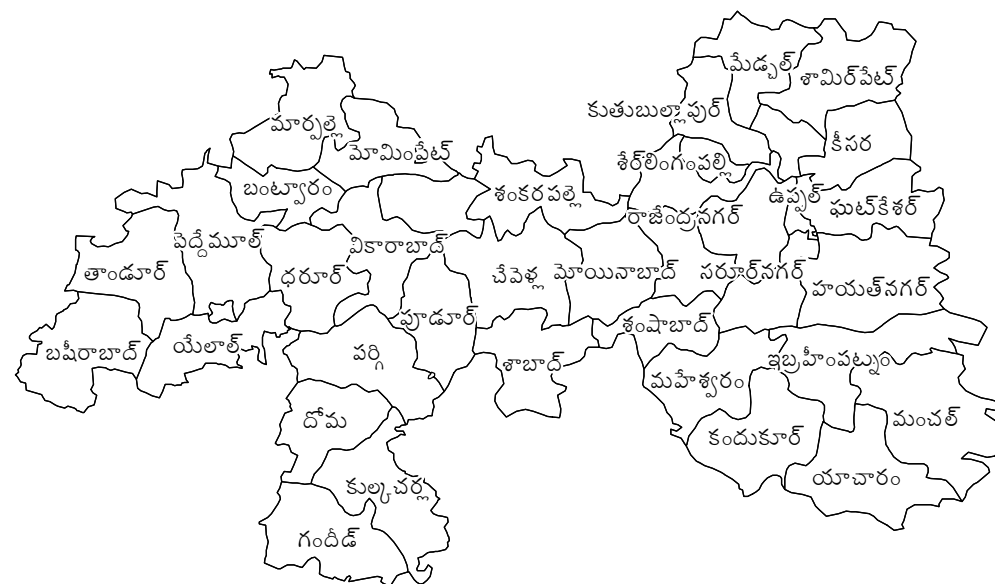 మేడ్చల్
శామీర్‌పేట్
కుతుబుల్లాపుర్
మార్పల్లె
కీసర
మోమింపేట్
శేర్‌లింగంపల్లి
బంట్వారం
శంకరపల్లె
ఉప్పల్
ఘట్‌కేశర్
రాజేంద్రనగర్
పెద్దేమూల్
వికారాబాద్
తాండూర్
ధరూర్
చేవెళ్ల
మోయినాబాద్
సరూర్‌నగర్
హయత్‌నగర్
పూడూర్
శంషాబాద్
బషీరాబాద్
యేలాల్
పర్గి
శాబాద్
ఇబ్రహీంపట్నం
మహేశ్వరం
దోమ
మంచల్
కందుకూర్
యాచారం
కుల్కచర్ల
గందీడ్